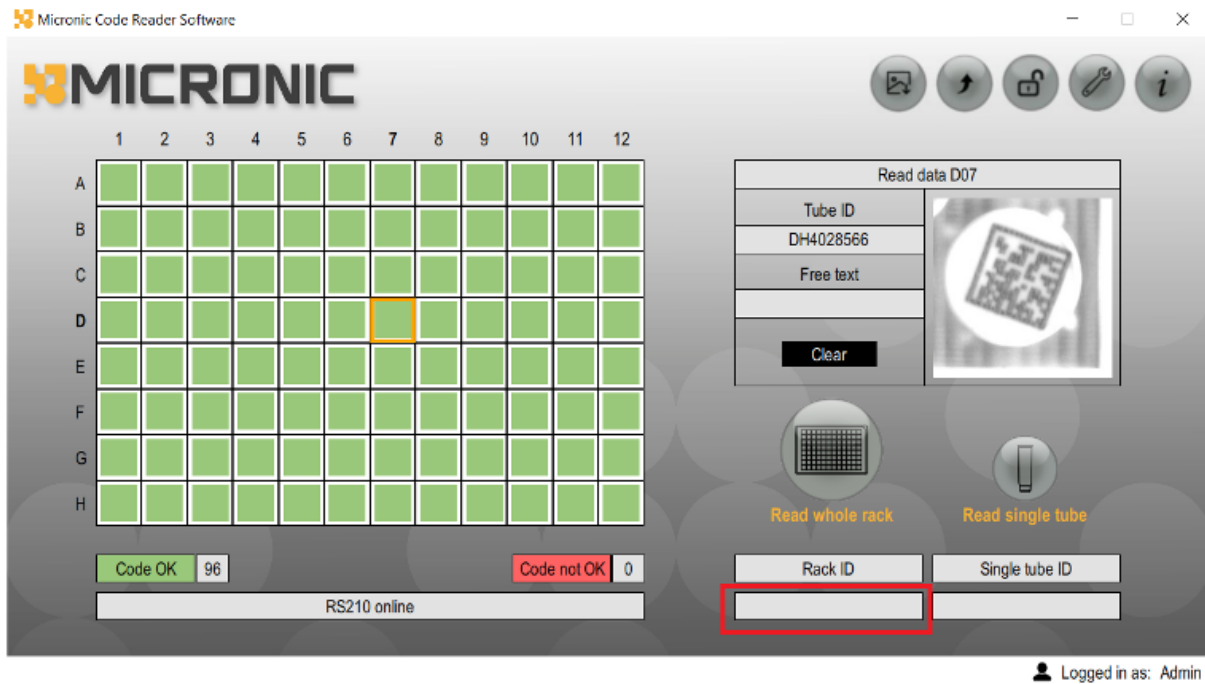 Micronic Code Reader Software
MICRONIC
i
1 2 3 4 5 6 7 8 9 10 11 12
A
B
C
D
E
F
G
H
Read data D07
Tube ID
DH4028566
Free text
Clear
Read whole rack
Read single tube
Code OK 96
Code not OK 0
Rack ID
Single tube ID
RS210 online
Logged in as: Admin